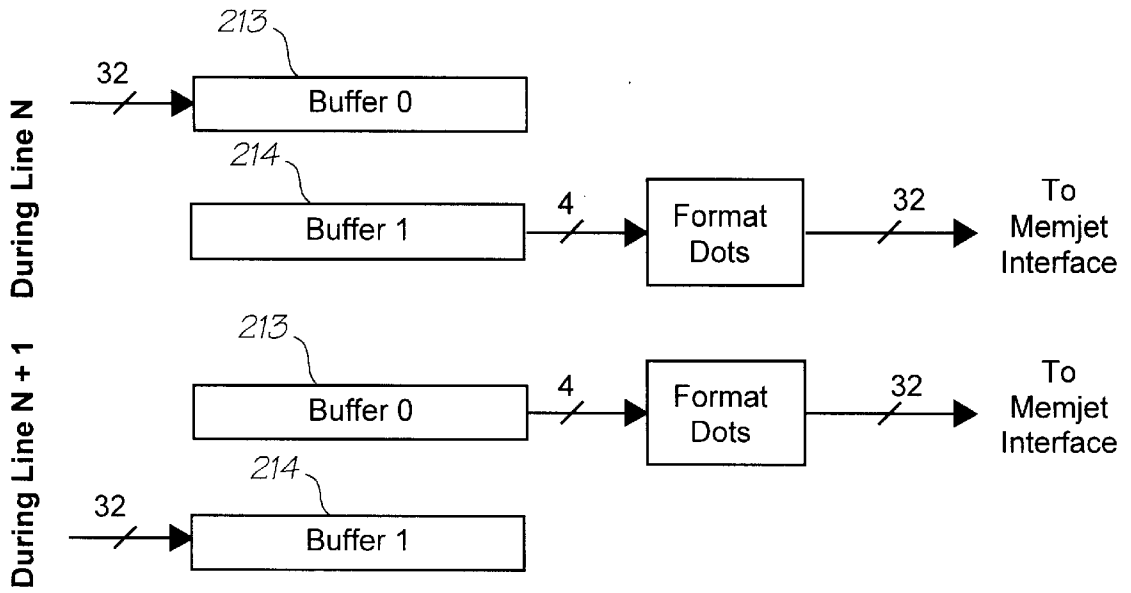 During Line N
213
32
Buffer 0
214
Buffer 1
4
Format
Dots
32
To
Memjet
Interface
During Line N + 1
213
Buffer 0
4
Format
Dots
32
To
Memjet
Interface
214
32
Buffer 1